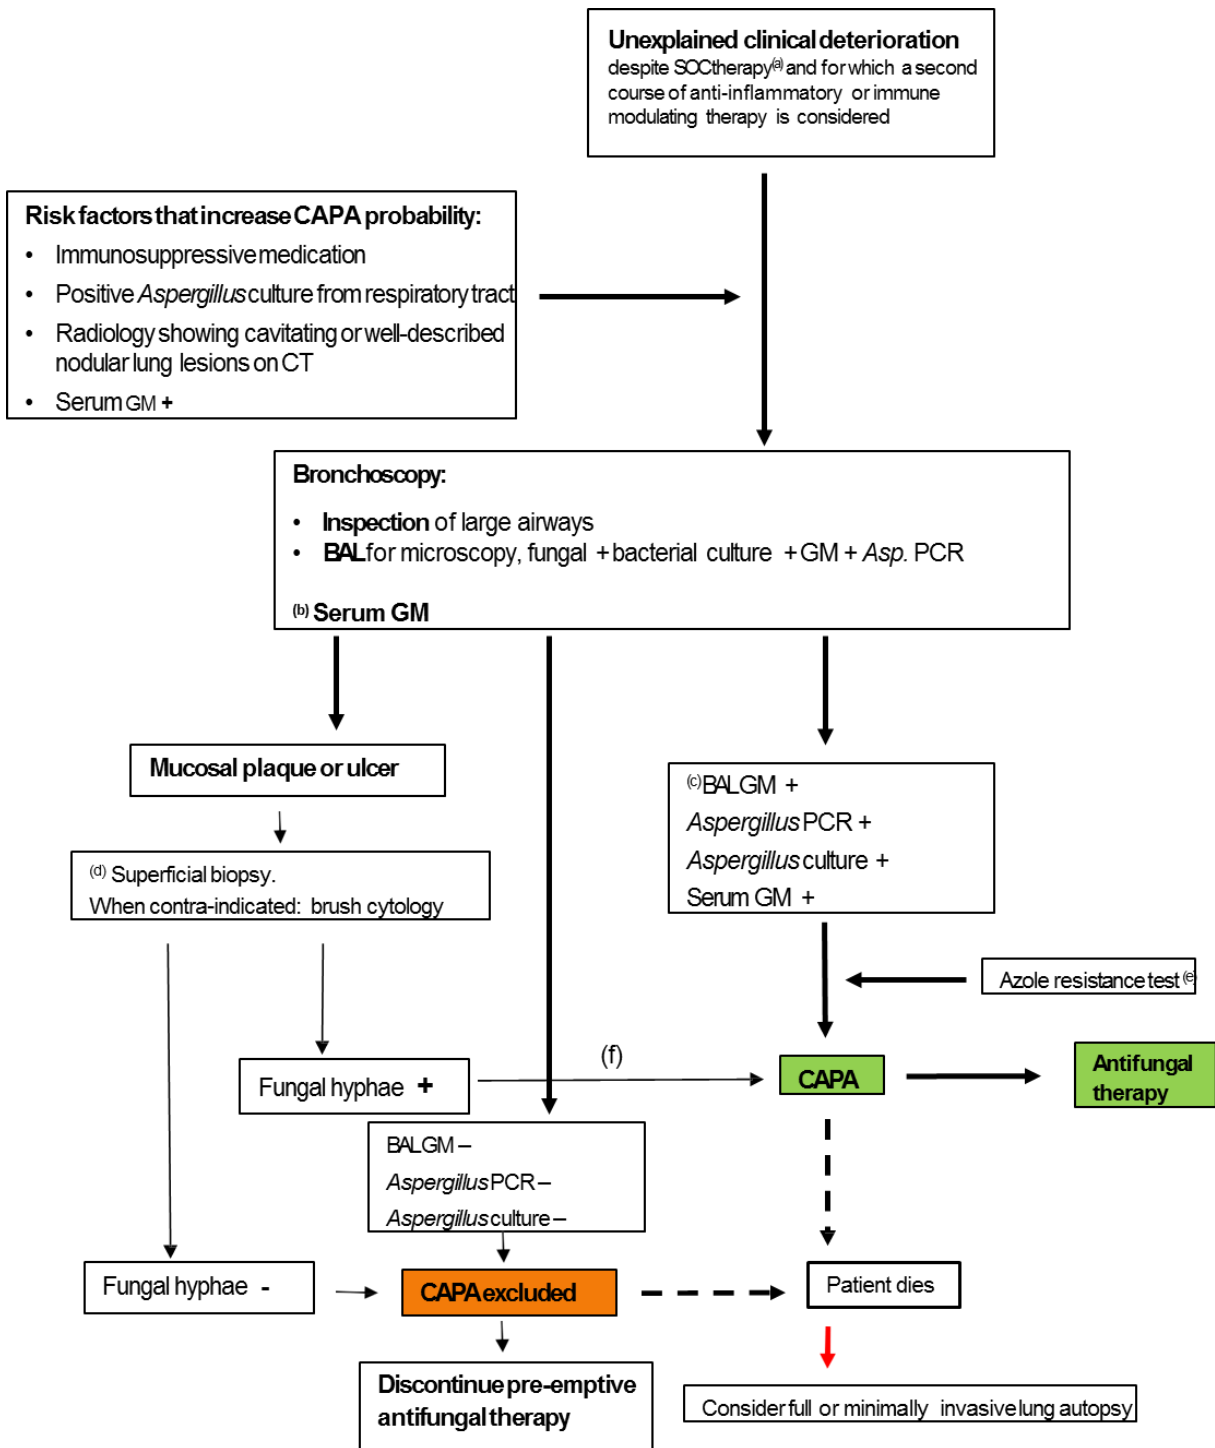 Unexplained clinical deterioration
despite SOC therapy(a) and for which a second
course of anti-inflammatory or immune
modulating therapy is considered
Risk factors that increase CAPA probability:
• Immunosuppressive medication
• Positive Aspergillus culture from respiratory tract
• Radiology showing cavitating or well-described
nodular lung lesions on CT
• Serum GM +
Bronchoscopy:
• Inspection of large airways
• BAL for microscopy, fungal + bacterial culture + GM + Asp. PCR
(b) Serum GM
Mucosal plaque or ulcer
(d) Superficial biopsy.
When contra-indicated: brush cytology
(c) BAL GM +
Aspergillus PCR +
Aspergillus culture +
Serum GM +
Azole resistance test (e)
Fungal hyphae +
(f)
CAPA
Antifungal
therapy
BAL GM –
Aspergillus PCR –
Aspergillus culture –
Fungal hyphae -
CAPA excluded
Patient dies
Discontinue pre-emptive
antifungal therapy
Consider full or minimally invasive lung autopsy